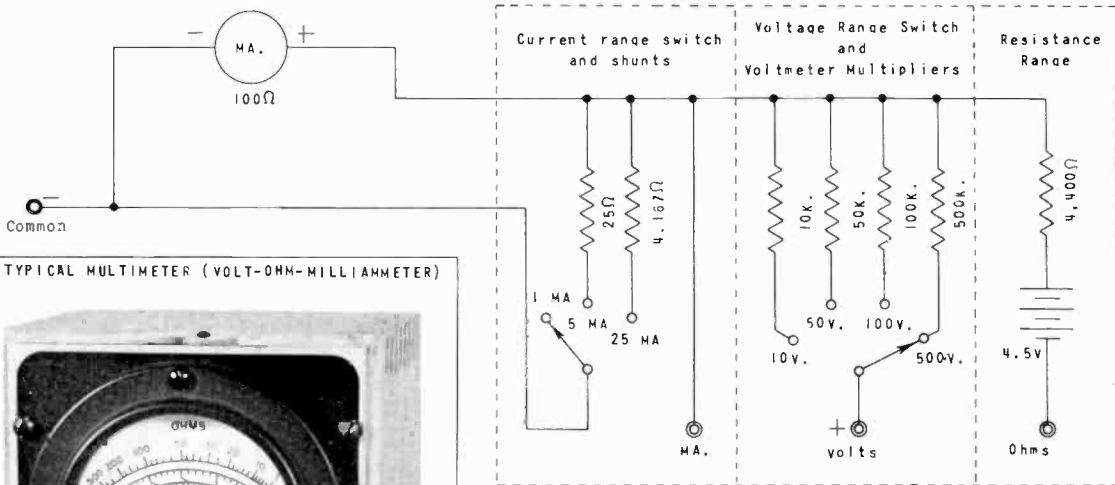 MA.
100Ω
Common
TYPICAL MULTIMETER (VOLT-OHM-MILLIAMMETER)
OHMS
Current range switch
and shunts
25Ω
4.167Ω
1 MA
5 MA
25 MA
MA.
Voltage Range Switch
and
Voltmeter Multipliers
10K.
50K.
100K.
500K.
10V.
50V.
100V.
500V.
+
volts
Resistance
Range
4,400Ω
4.5v
Ohms